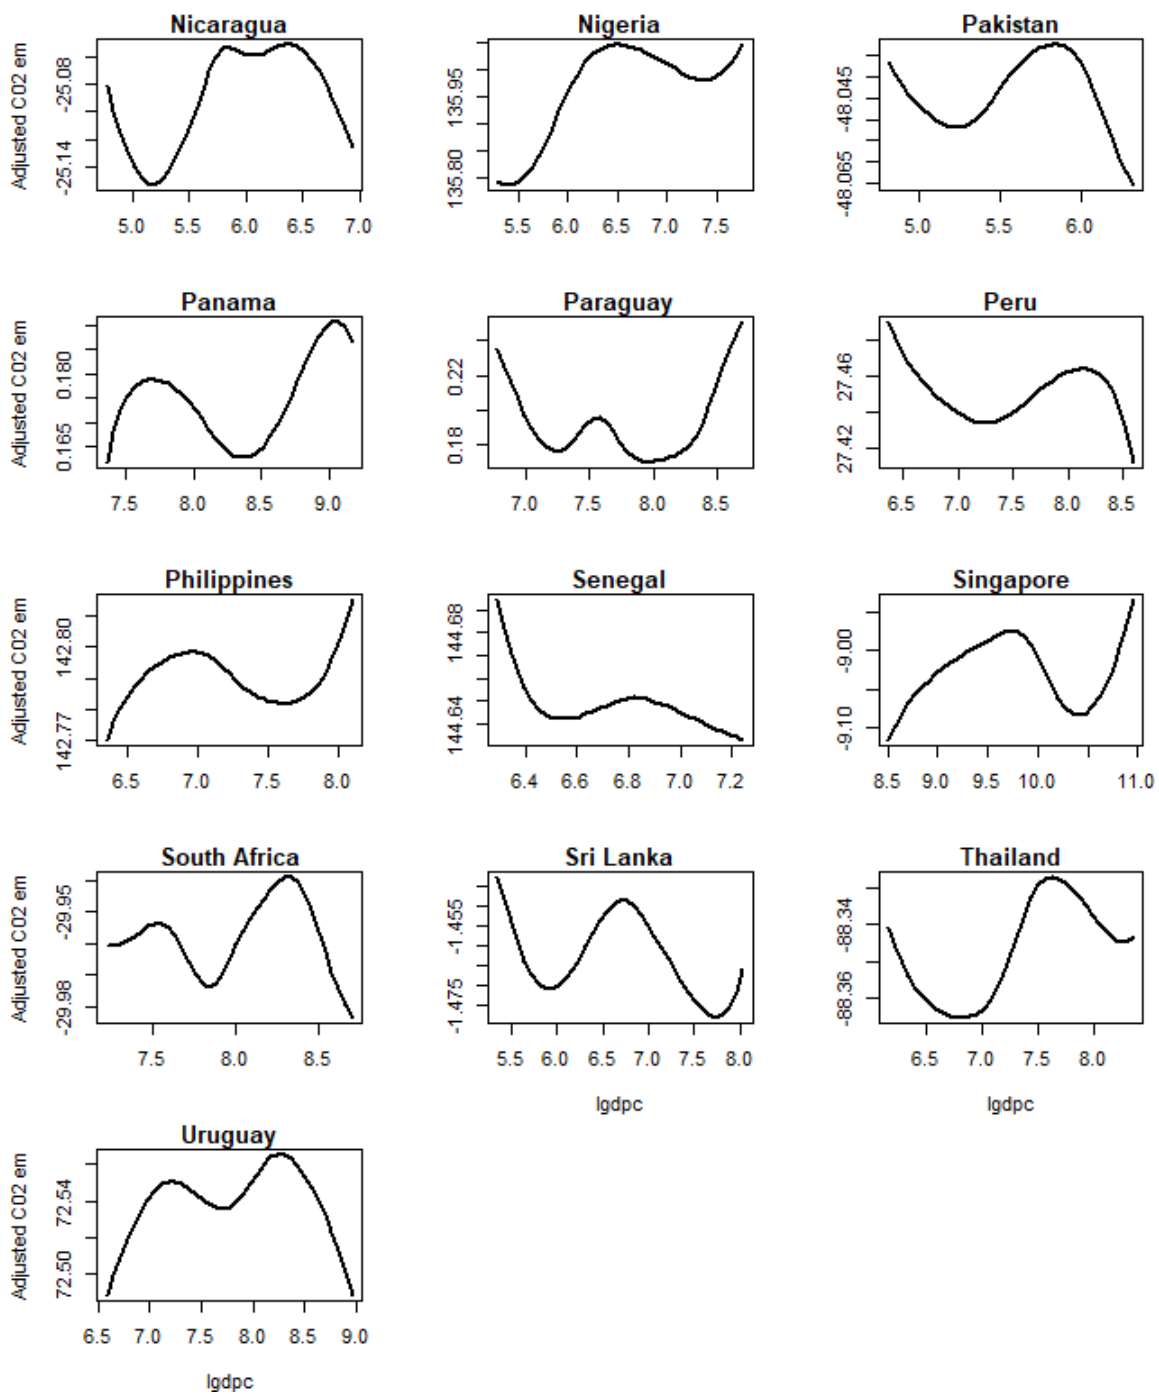 Nicaragua
Nigeria
Pakistan
Adjusted C02 em
-25.14 -25.08
5.0 5.5 6.0 6.5 7.0
135.80 135.95
5.5 6.0 6.5 7.0 7.5
-48.065 -48.045
5.0 5.5 6.0
Panama
Paraguay
Peru
Adjusted C02 em
0.165 0.180
7.5 8.0 8.5 9.0
0.18 0.22
7.0 7.5 8.0 8.5
27.42 27.46
6.5 7.0 7.5 8.0 8.5
Philippines
Senegal
Singapore
Adjusted C02 em
142.77 142.80
6.5 7.0 7.5 8.0
144.64 144.68
6.4 6.6 6.8 7.0 7.2
-9.10 -9.00
8.5 9.0 9.5 10.0 11.0
South Africa
Sri Lanka
Thailand
Adjusted C02 em
-29.98 -29.95
7.5 8.0 8.5
-1.475 -1.455
5.5 6.0 6.5 7.0 7.5 8.0
lgdpc
-88.36 -88.34
6.5 7.0 7.5 8.0
lgdpc
Uruguay
Adjusted C02 em
72.50 72.54
6.5 7.0 7.5 8.0 8.5 9.0
lgdpc